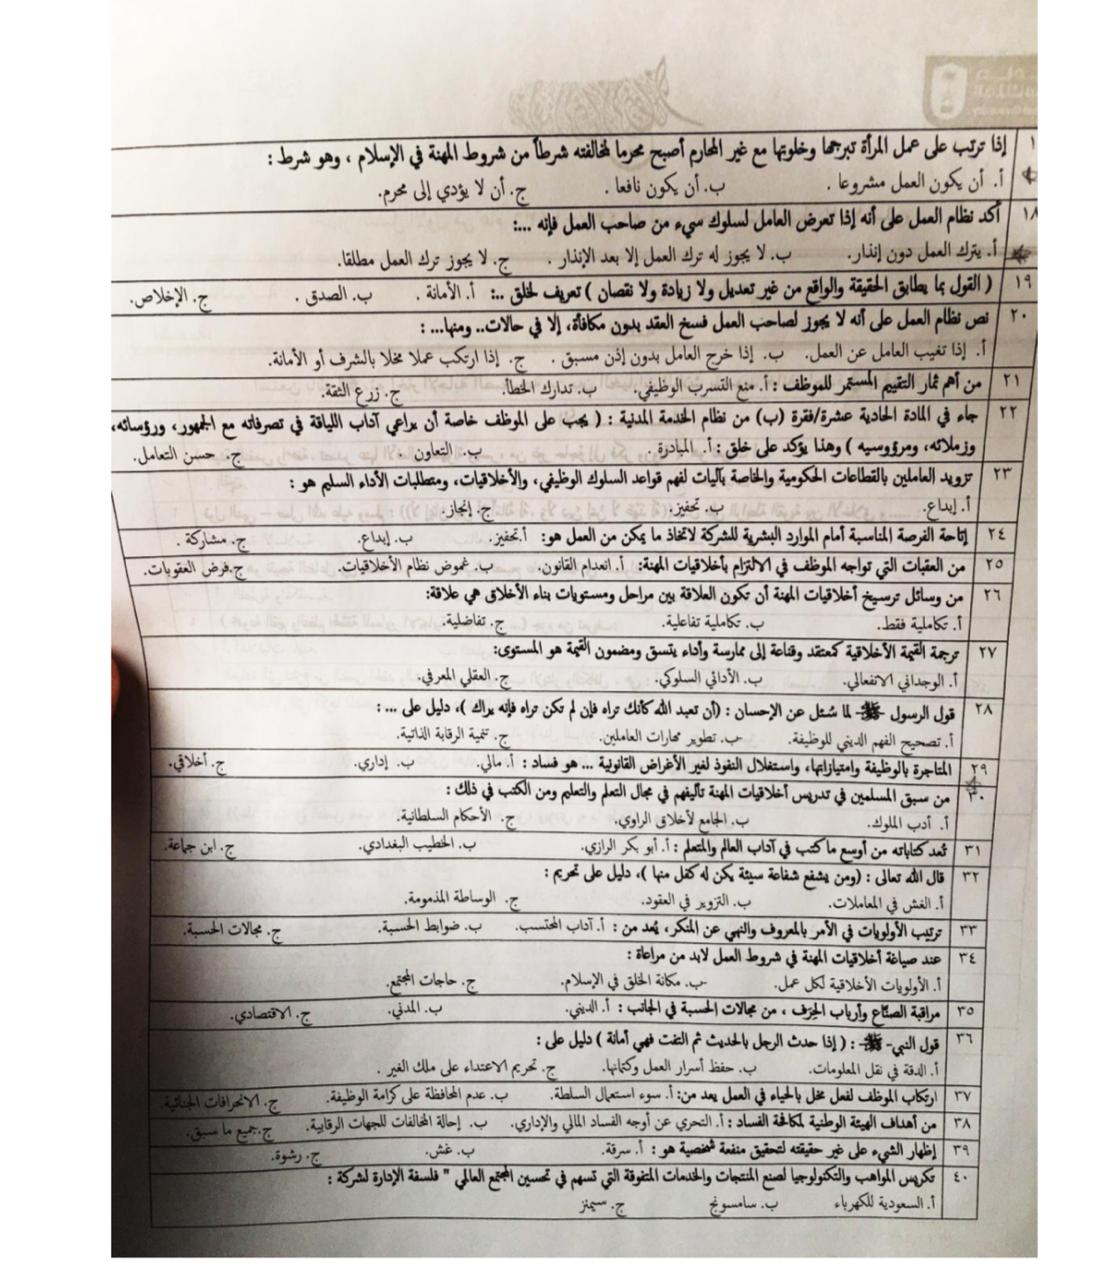 ١ إذا ترتب على عمل المرأة تبرجها وخلوتها مع غير المحارم أصبح محرما لمخالفته شرطاً من شروط المهنة في الإسلام ، وهو شرط :
أ. أن يكون العمل مشروعا . ب. أن يكون نافعا . ج. أن لا يؤدي إلى محرم.
١٨ أكد نظام العمل على أنه إذا تعرض العامل لسلوك سيء من صاحب العمل فإنه ...:
أ. يترك العمل دون إنذار. ب. لا يجوز له ترك العمل إلا بعد الإنذار . ج. لا يجوز ترك العمل مطلقا.
١٩ ( القول بما يطابق الحقيقة والواقع من غير تعديل ولا زيادة ولا نقصان ) تعريف لخلق ..: أ. الأمانة . ب. الصدق . ج. الإخلاص.
٢٠ نص نظام العمل على أنه لا يجوز لصاحب العمل فسخ العقد بدون مكافأة، إلا في حالات.. ومنها... :
أ. إذا تغيب العامل عن العمل. ب. إذا خرج العامل بدون إذن مسبق . ج. إذا ارتكب عملا مخلا بالشرف أو الأمانة.
٢١ من أهم ثمار التقييم المستمر للموظف : أ. منع التسرب الوظيفي. ب. تدارك الخطأ. ج. زرع الثقة.
٢٢ جاء في المادة الحادية عشرة/فقرة (ب) من نظام الخدمة المدنية : ( يجب على الموظف خاصة أن يراعي آداب اللياقة في تصرفاته مع الجمهور، ورؤسائه،
وزملائه، ومرؤوسيه ) وهذا يؤكد على خلق : أ. المبادرة . ب. التعاون . ج. حسن التعامل.
٢٣ تزويد العاملين بالقطاعات الحكومية والخاصة بآليات لفهم قواعد السلوك الوظيفي، والأخلاقيات، ومتطلبات الأداء السليم هو :
أ. إبداع. ب. تحفيز. ج. إنجاز.
٢٤ إتاحة الفرصة المناسبة أمام الموارد البشرية للشركة لاتخاذ ما يمكن من العمل هو: أ. تحفيز. ب. إبداع. ج. مشاركة .
٢٥ من العقبات التي تواجه الموظف في الالتزام بأخلاقيات المهنة: أ. انعدام القانون. ب. غموض نظام الأخلاقيات. ج.فرض العقوبات.
٢٦ من وسائل ترسيخ أخلاقيات المهنة أن تكون العلاقة بين مراحل ومستويات بناء الأخلاق هي علاقة:
أ. تكاملية فقط. ب. تكاملية تفاعلية. ج. تفاضلية.
٢٧ ترجمة القيمة الأخلاقية كمعتقد وقناعة إلى ممارسة وأداء يتسق ومضمون القيمة هو المستوى:
أ. الوجداني الانفعالي. ب. الأدائي السلوكي. ج. العقلي المعرفي.
٢٨ قول الرسول -ﷺ- لما سُئل عن الإحسان : (أن تعبد الله كأنك تراه فإن لم تكن تراه فإنه يراك )، دليل على ... :
أ. تصحيح الفهم الديني للوظيفة. ب. تطوير مهارات العاملين. ج. تنمية الرقابة الذاتية.
٢٩ المتاجرة بالوظيفة وامتيازاتها، واستغلال النفوذ لغير الأغراض القانونية ... هو فساد : أ. مالي. ب. إداري. ج. أخلاقي.
٣٠ من سبق المسلمين في تدريس أخلاقيات المهنة تأليفهم في مجال التعلم والتعليم ومن الكتب في ذلك :
أ. أدب الملوك. ب. الجامع لأخلاق الراوي. ج. الأحكام السلطانية.
٣١ تُعد كتاباته من أوسع ما كتب في آداب العالم والمتعلم : أ. أبو بكر الرازي. ب. الخطيب البغدادي. ج. ابن جماعة.
٣٢ قال الله تعالى : (ومن يشفع شفاعة سيئة يكن له كفل منها )، دليل على تحريم :
أ. الغش في المعاملات. ب. التزوير في العقود. ج. الوساطة المذمومة.
٣٣ ترتيب الأولويات في الأمر بالمعروف والنهي عن المنكر، يُعد من : أ. آداب المحتسب. ب. ضوابط الحسبة. ج. مجالات الحسبة.
٣٤ عند صياغة أخلاقيات المهنة في شروط العمل لابد من مراعاة :
أ. الأولويات الأخلاقية لكل عمل. ب. مكانة الخلق في الإسلام. ج. حاجات المجتمع.
٣٥ مراقبة الصنّاع وأرباب الحِرَف ، من مجالات الحسبة في الجانب : أ. الديني. ب. المدني. ج. الاقتصادي.
٣٦ قول النبي- ﷺ- : ( إذا حدث الرجل بالحديث ثم التفت فهي أمانة ) دليل على :
أ. الدقة في نقل المعلومات. ب. حفظ أسرار العمل وكتمانها. ج. تحريم الاعتداء على ملك الغير .
٣٧ ارتكاب الموظف لفعل مخل بالحياء في العمل يعد من: أ. سوء استعمال السلطة. ب. عدم المحافظة على كرامة الوظيفة. ج. الانحرافات الجنائية.
٣٨ من أهداف الهيئة الوطنية لمكافحة الفساد : أ. التحري عن أوجه الفساد المالي والإداري. ب. إحالة المخالفات للجهات الرقابية. ج.جميع ما سبق.
٣٩ إظهار الشيء على غير حقيقته لتحقيق منفعة شخصية هو : أ. سرقة. ب. غش. ج. رشوة.
٤٠ تكريس المواهب والتكنولوجيا لصنع المنتجات والخدمات المتفوقة التي تسهم في تحسين المجتمع العالمي " فلسفة الإدارة لشركة :
أ. السعودية للكهرباء ب. سامسونج ج. سيمنز